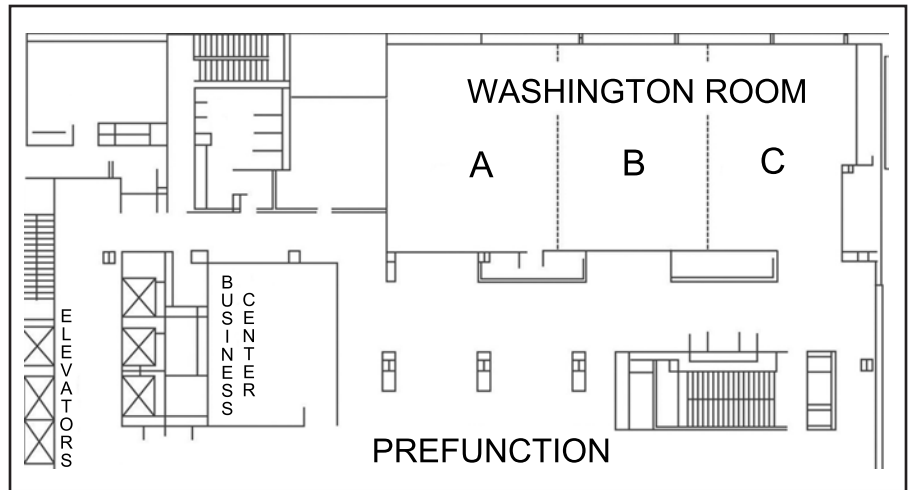 WASHINGTON ROOM
A
B
C
BUSINESS
CENTER
ELEVATORS
PREFUNCTION